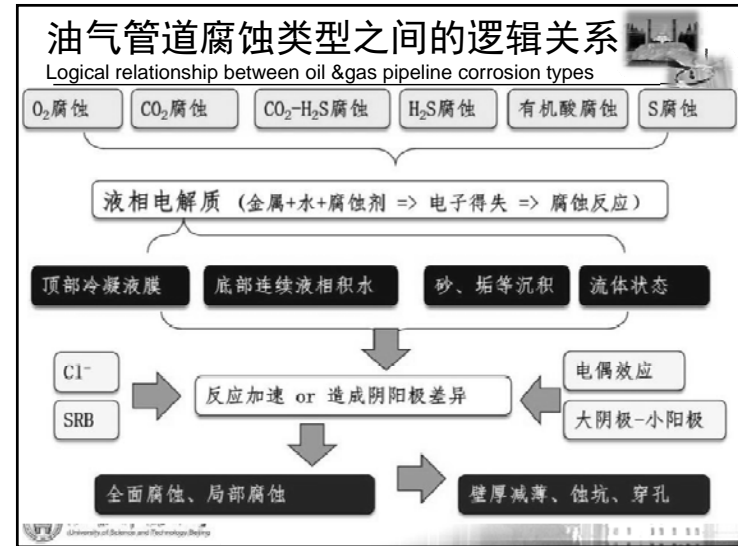 油气管道腐蚀类型之间的逻辑关系
Logical relationship between oil &gas pipeline corrosion types
O₂腐蚀 CO₂腐蚀 CO₂-H₂S腐蚀 H₂S腐蚀 有机酸腐蚀 S腐蚀
液相电解质（金属+水+腐蚀剂 => 电子得失 => 腐蚀反应）
顶部冷凝液膜 底部连续液相积水 砂、垢等沉积 流体状态
Cl⁻ 电偶效应
反应加速 or 造成阴阳极差异
SRB 大阴极-小阳极
全面腐蚀、局部腐蚀 壁厚减薄、蚀坑、穿孔
University of Science and Technology Beijing